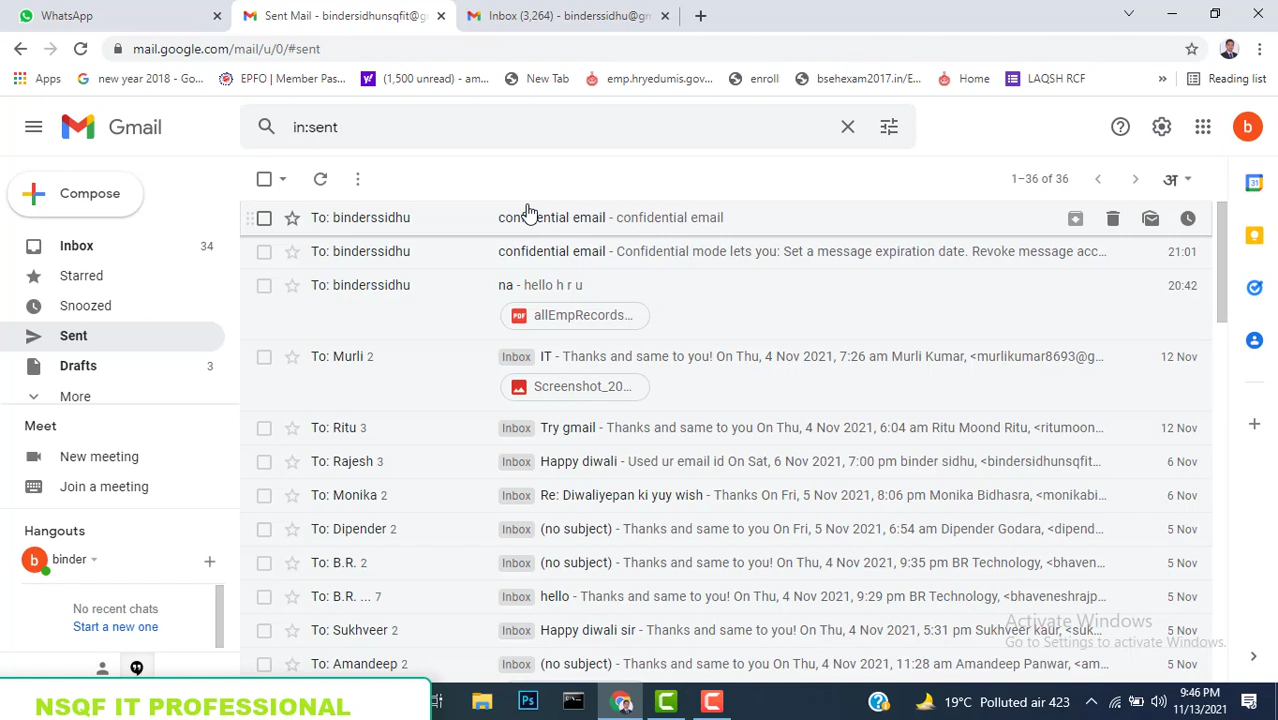 WhatsApp
Sent Mail - bindersidhunsqfit@g
Inbox (3,264) - binderssidhu@gm
mail.google.com/mail/u/0/#sent
Apps new year 2018 - Go... EPFO | Member Pass... (1,500 unread) - am... New Tab emp.hryedumis.gov... enroll bsehexam2017.in/E... Home LAQSH RCF » Reading list
Gmail
in:sent
b
Compose
1–36 of 36
अ
Inbox 34
Starred
Snoozed
Sent
Drafts 3
More
To: binderssidhu confidential email - confidential email
To: binderssidhu confidential email - Confidential mode lets you: Set a message expiration date. Revoke message acc... 21:01
To: binderssidhu na - hello h r u 20:42
PDF allEmpRecords...
To: Murli 2 Inbox IT - Thanks and same to you! On Thu, 4 Nov 2021, 7:26 am Murli Kumar, <murlikumar8693@g... 12 Nov
Screenshot_20...
To: Ritu 3 Inbox Try gmail - Thanks and same to you On Thu, 4 Nov 2021, 6:04 am Ritu Moond Ritu, <ritumoon... 12 Nov
To: Rajesh 3 Inbox Happy diwali - Used ur email id On Sat, 6 Nov 2021, 7:00 pm binder sidhu, <bindersidhunsqfit... 6 Nov
To: Monika 2 Inbox Re: Diwaliyepan ki yuy wish - Thanks On Fri, 5 Nov 2021, 8:06 pm Monika Bidhasra, <monikabi... 6 Nov
To: Dipender 2 Inbox (no subject) - Thanks and same to you On Fri, 5 Nov 2021, 6:54 am Dipender Godara, <dipend... 5 Nov
To: B.R. 2 Inbox (no subject) - Thanks and same to you! On Thu, 4 Nov 2021, 9:35 pm BR Technology, <bhaven... 5 Nov
To: B.R. ... 7 Inbox hello - Thanks and same to you! On Thu, 4 Nov 2021, 9:29 pm BR Technology, <bhaveneshrajp... 5 Nov
To: Sukhveer 2 Inbox Happy diwali sir - Thanks and same to you! On Thu, 4 Nov 2021, 5:31 pm Sukhveer kaur, <suk... 5 Nov
To: Amandeep 2 Inbox (no subject) - Thanks and same to you! On Thu, 4 Nov 2021, 11:28 am Amandeep Panwar, <am... 5 Nov
Meet
New meeting
Join a meeting
Hangouts
b binder
No recent chats
Start a new one
Activate Windows
Go to Settings to activate Windows.
NSQF IT PROFESSIONAL
Ps
19°C Polluted air 423
9:46 PM
11/13/2021